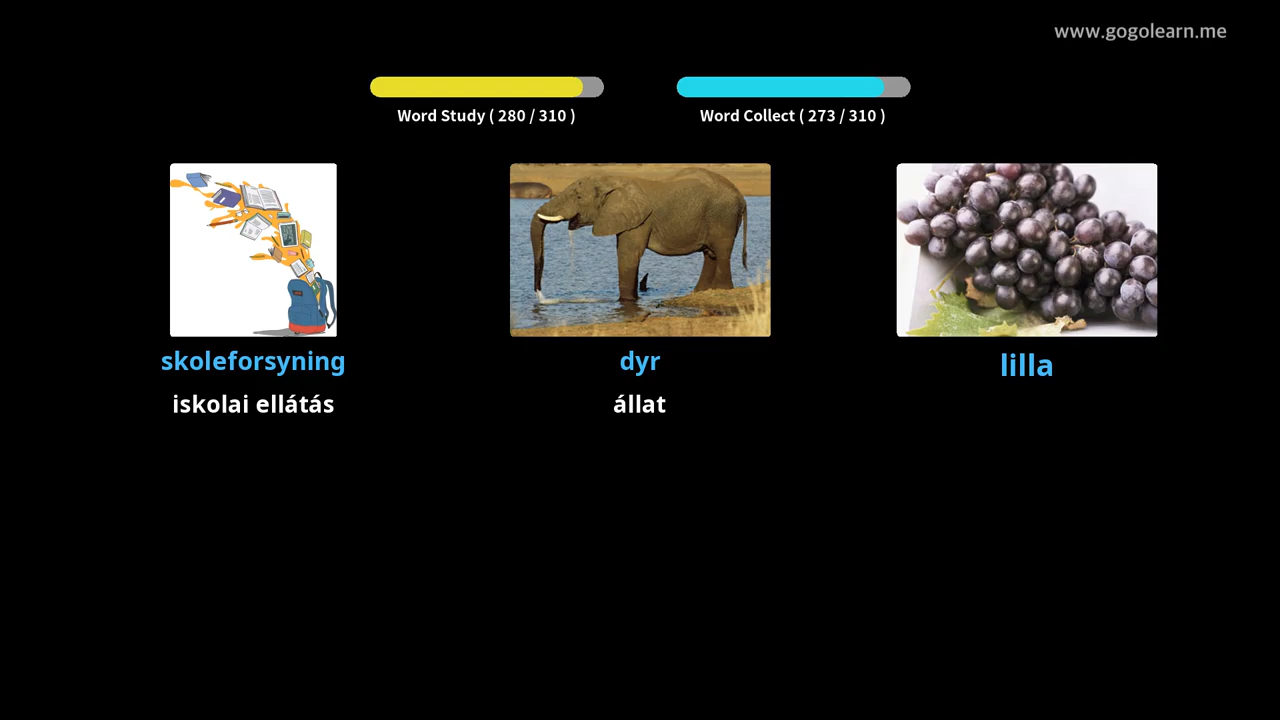 www.gogolearn.me
Word Study ( 280 / 310 )
Word Collect ( 273 / 310 )
skoleforsyning
dyr
lilla
iskolai ellátás
állat